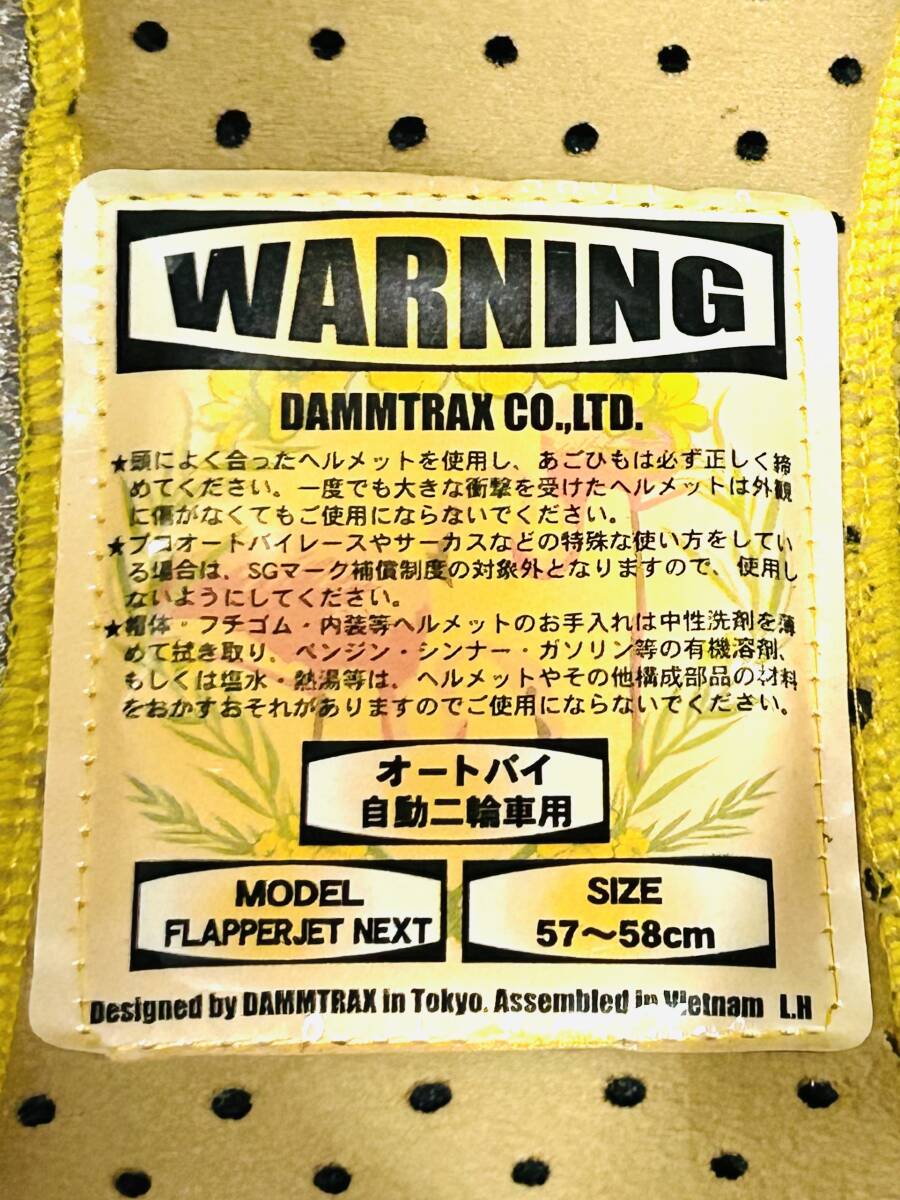 WARNING
DAMMTRAX CO.,LTD.
★頭によく合ったヘルメットを使用し、あごひもは必ず正しく締
めてください。一度でも大きな衝撃を受けたヘルメットは外観
に傷がなくてもご使用にならないでください。
★プロオートバイレースやサーカスなどの特殊な使い方をしてい
る場合は、SGマーク補償制度の対象外となりますので、使用し
ないようにしてください。
★帽体・フチゴム・内装等ヘルメットのお手入れは中性洗剤を薄
めて拭き取り、ベンジン・シンナー・ガソリン等の有機溶剤、
もしくは塩水・熱湯等は、ヘルメットやその他構成部品の材料
をおかすおそれがありますのでご使用にならないでください。
オートバイ
自動二輪車用
MODEL
FLAPPERJET NEXT
SIZE
57～58cm
Designed by DAMMTRAX in Tokyo. Assembled in Vietnam L.H